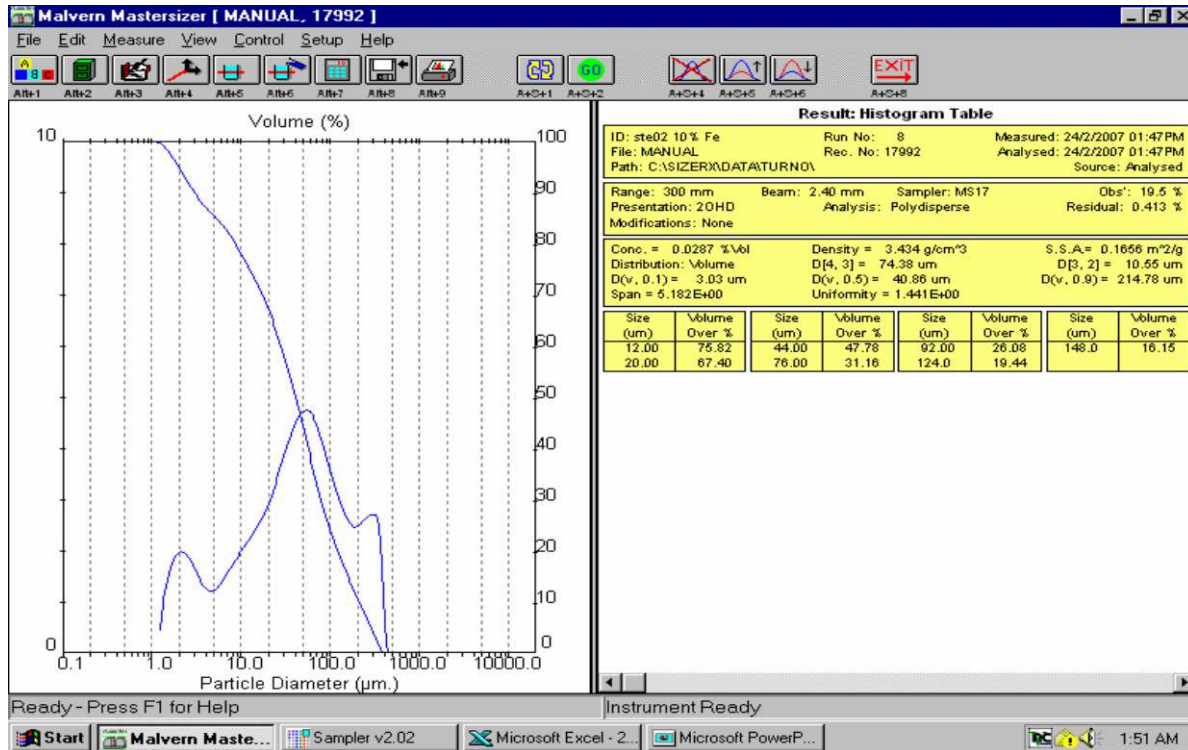 Malvern Mastersizer [ MANUAL, 17992 ]
File Edit Measure View Control Setup Help
Alt+1 Alt+2 Alt+3 Alt+4 Alt+5 Alt+6 Alt+7 Alt+8 Alt+9 A+S+1 GO A+S+2 A+S+4 A+S+5 A+S+6 EXIT A+S+8
Volume (%)
10 100
90
80
70
60
50
40
30
20
10
0 0
0.1 1.0 10.0 100.0 1000.0 10000.0
Particle Diameter (µm.)
Result: Histogram Table
ID: ste02 10% Fe Run No: 8 Measured: 24/2/2007 01:47PM
File: MANUAL Rec. No: 17992 Analysed: 24/2/2007 01:47PM
Path: C:\SIZERX\DATA\TURNO\ Source: Analysed
Range: 300 mm Beam: 2.40 mm Sampler: MS17 Obs': 19.5 %
Presentation: 2OHD Analysis: Polydisperse Residual: 0.413 %
Modifications: None
Conc. = 0.0287 %Vol Density = 3.434 g/cm^3 S.S.A.= 0.1656 m^2/g
Distribution: Volume D[4, 3] = 74.38 um D[3, 2] = 10.55 um
D(v, 0.1) = 3.03 um D(v, 0.5) = 40.86 um D(v, 0.9) = 214.78 um
Span = 5.182E+00 Uniformity = 1.441E+00
Size Volume Size Volume Size Volume Size Volume
(um) Over % (um) Over % (um) Over % (um) Over %
12.00 75.82 44.00 47.78 92.00 26.08 148.0 16.15
20.00 67.40 76.00 31.16 124.0 19.44
Ready - Press F1 for Help Instrument Ready
Start Malvern Maste... Sampler v2.02 Microsoft Excel - 2... Microsoft PowerP... 1:51 AM